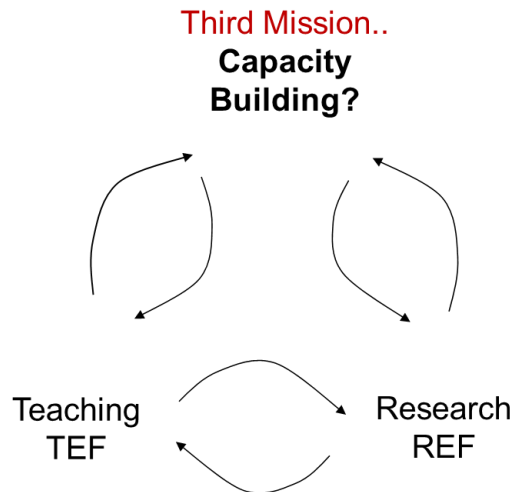 Third Mission..
Capacity
Building?
Teaching
TEF
Research
REF